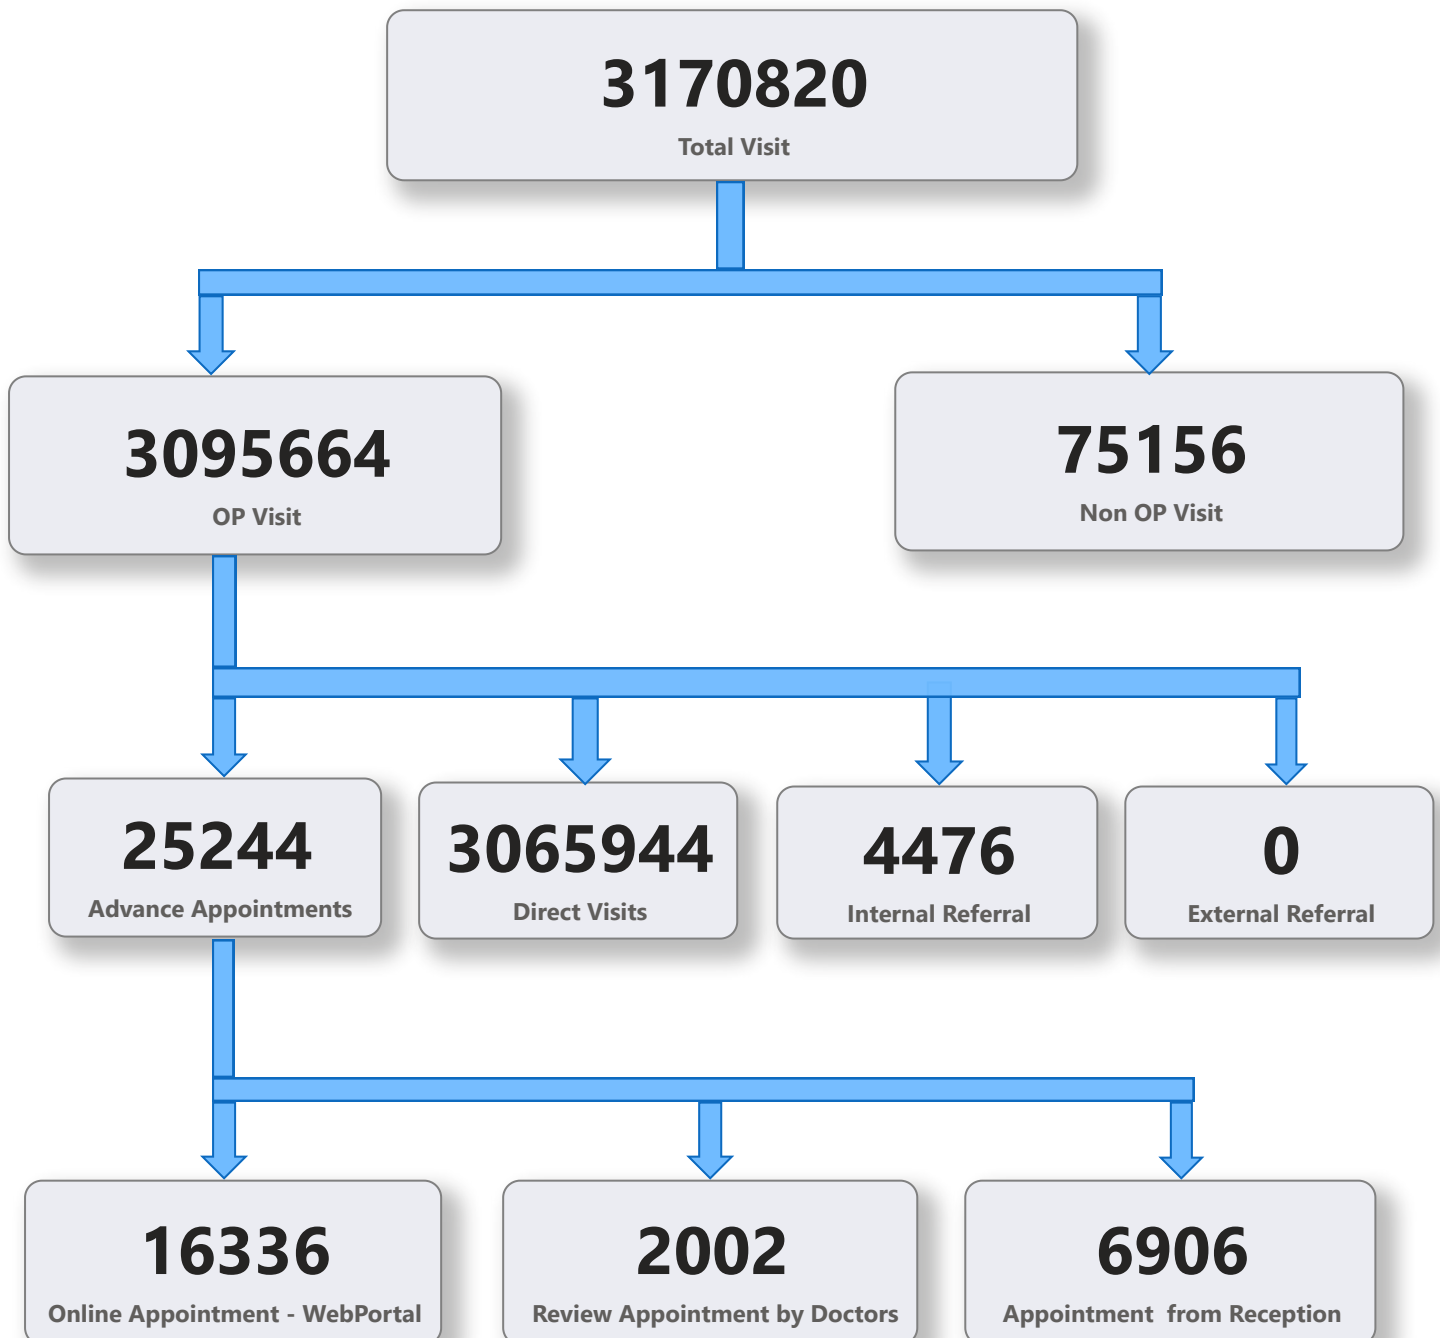 3170820
Total Visit
3095664
OP Visit
75156
Non OP Visit
25244
Advance Appointments
3065944
Direct Visits
4476
Internal Referral
0
External Referral
16336
Online Appointment - WebPortal
2002
Review Appointment by Doctors
6906
Appointment  from Reception